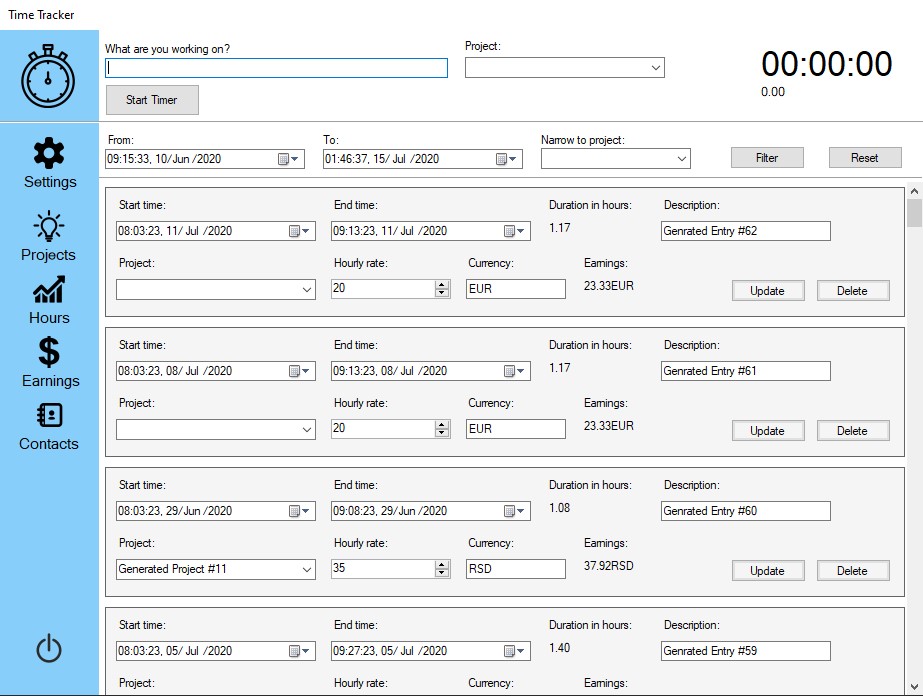 Time Tracker
What are you working on?
Project:
Start Timer
00:00:00
0.00
Settings
Projects
Hours
Earnings
Contacts
From:
To:
Narrow to project:
09:15:33, 10/Jun /2020
01:46:37, 15/ Jul /2020
Filter
Reset
Start time:
End time:
Duration in hours:
Description:
08:03:23, 11/ Jul /2020
09:13:23, 11/ Jul /2020
1.17
Genrated Entry #62
Project:
Hourly rate:
Currency:
Earnings:
20
EUR
23.33EUR
Update
Delete
Start time:
End time:
Duration in hours:
Description:
08:03:23, 08/ Jul /2020
09:13:23, 08/ Jul /2020
1.17
Genrated Entry #61
Project:
Hourly rate:
Currency:
Earnings:
20
EUR
23.33EUR
Update
Delete
Start time:
End time:
Duration in hours:
Description:
08:03:23, 29/Jun /2020
09:08:23, 29/Jun /2020
1.08
Genrated Entry #60
Project:
Hourly rate:
Currency:
Earnings:
Generated Project #11
35
RSD
37.92RSD
Update
Delete
Start time:
End time:
Duration in hours:
Description:
08:03:23, 05/ Jul /2020
09:27:23, 05/ Jul /2020
1.40
Genrated Entry #59
Project:
Hourly rate:
Currency:
Earnings: